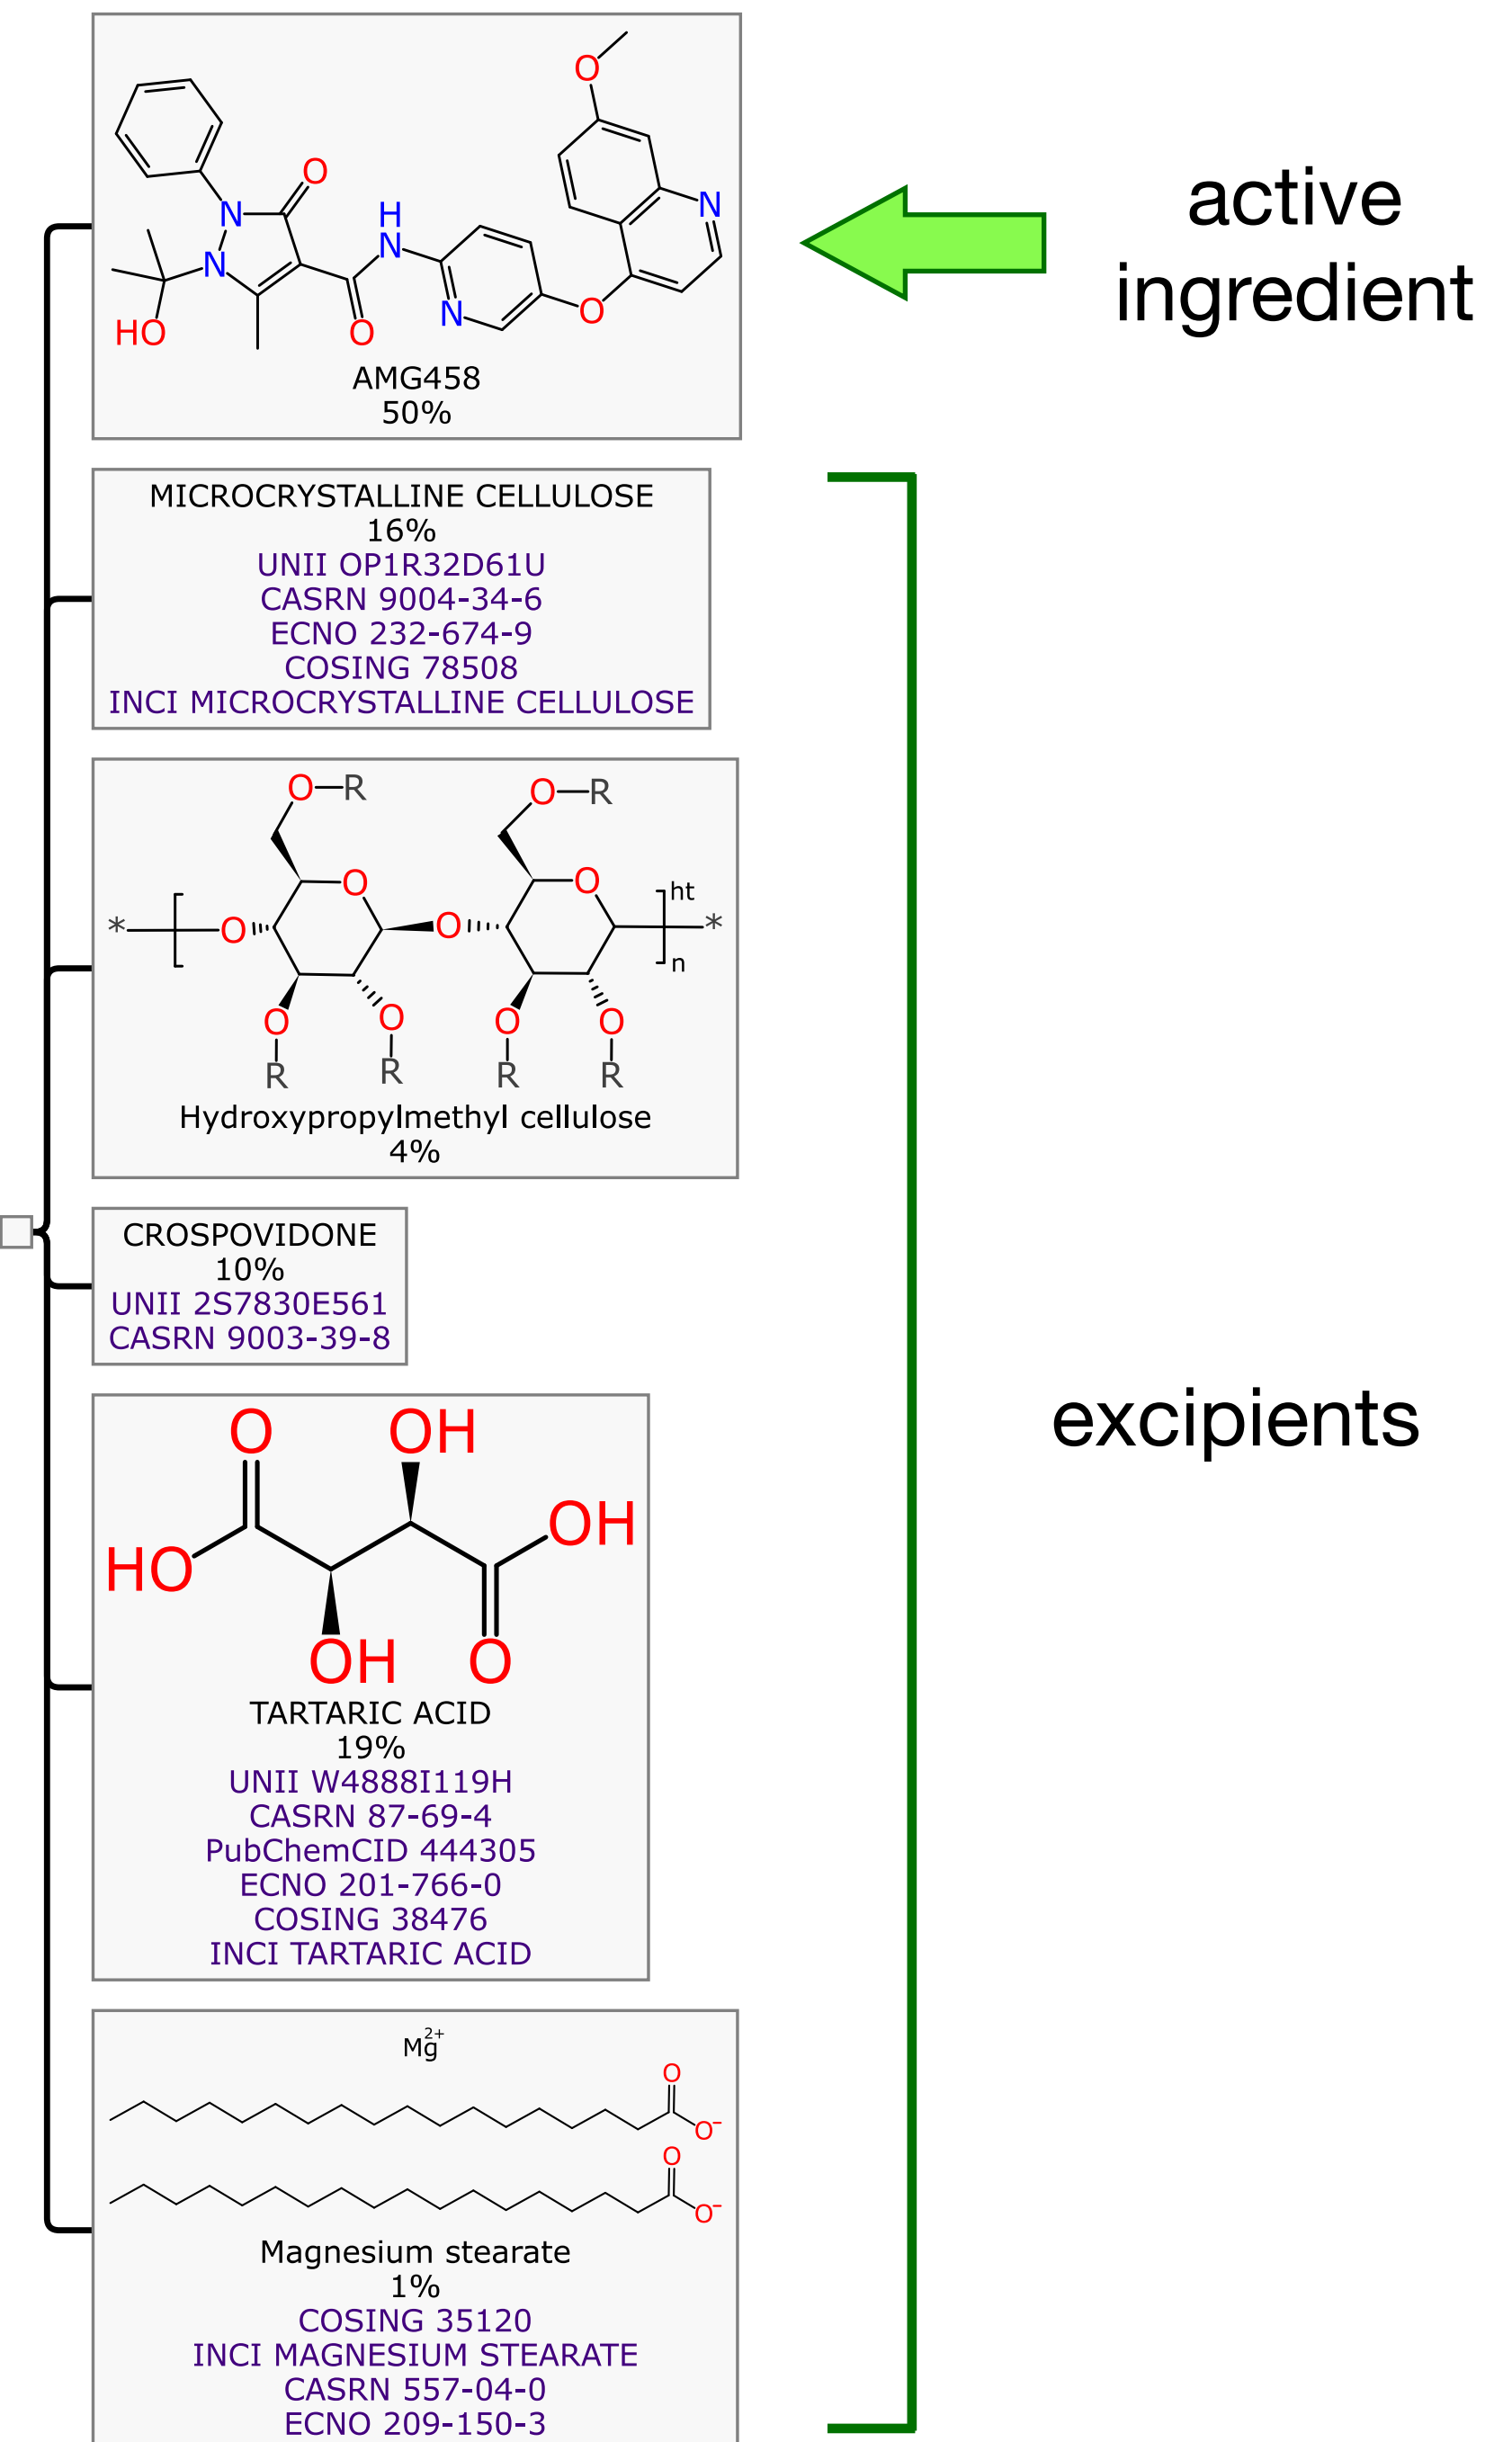 O
O
N
N
O
H
N
N
HO
O
O
N
AMG458
50%
active
ingredient
MICROCRYSTALLINE CELLULOSE
16%
UNII OP1R32D61U
CASRN 9004-34-6
ECNO 232-674-9
COSING 78508
INCI MICROCRYSTALLINE CELLULOSE
O R
O R
O
O
ht
* O
O
*
n
O
O
O
O
R
R
R
R
Hydroxypropylmethyl cellulose
4%
CROSPOVIDONE
10%
UNII 2S7830E561
CASRN 9003-39-8
excipients
O
OH
HO
OH
OH
O
TARTARIC ACID
19%
UNII W4888I119H
CASRN 87-69-4
PubChemCID 444305
ECNO 201-766-0
COSING 38476
INCI TARTARIC ACID
Mg2+
O
O-
O
O-
Magnesium stearate
1%
COSING 35120
INCI MAGNESIUM STEARATE
CASRN 557-04-0
ECNO 209-150-3